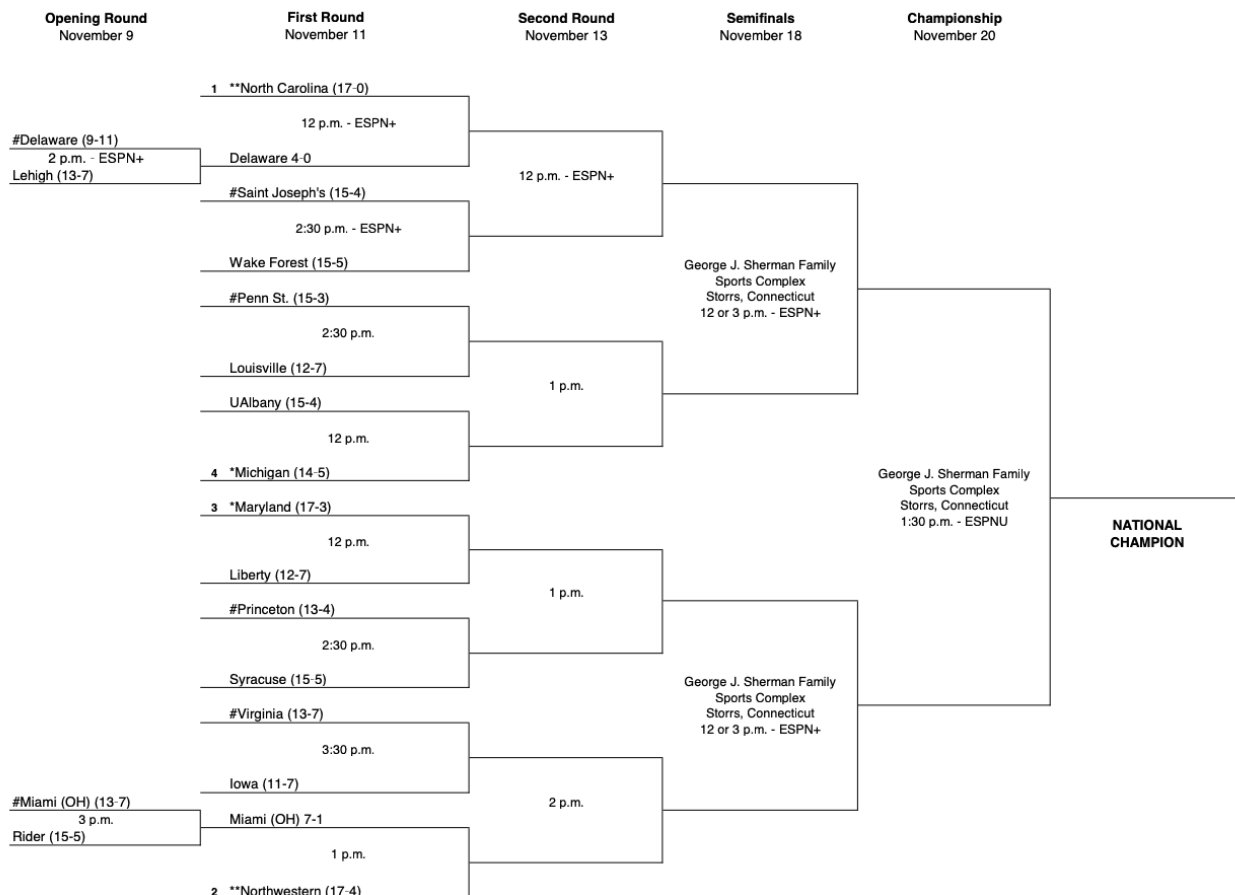 Opening Round
November 9
First Round
November 11
Second Round
November 13
Semifinals
November 18
Championship
November 20
1 **North Carolina (17-0)
12 p.m. - ESPN+
#Delaware (9-11)
2 p.m. - ESPN+
Lehigh (13-7)
Delaware 4-0
12 p.m. - ESPN+
#Saint Joseph's (15-4)
2:30 p.m. - ESPN+
Wake Forest (15-5)
George J. Sherman Family
Sports Complex
Storrs, Connecticut
12 or 3 p.m. - ESPN+
#Penn St. (15-3)
2:30 p.m.
Louisville (12-7)
1 p.m.
UAlbany (15-4)
12 p.m.
4 *Michigan (14-5)
George J. Sherman Family
Sports Complex
Storrs, Connecticut
1:30 p.m. - ESPNU
NATIONAL
CHAMPION
3 *Maryland (17-3)
12 p.m.
Liberty (12-7)
1 p.m.
#Princeton (13-4)
2:30 p.m.
Syracuse (15-5)
George J. Sherman Family
Sports Complex
Storrs, Connecticut
12 or 3 p.m. - ESPN+
#Virginia (13-7)
3:30 p.m.
Iowa (11-7)
2 p.m.
#Miami (OH) (13-7)
3 p.m.
Rider (15-5)
Miami (OH) 7-1
1 p.m.
2 **Northwestern (17-4)